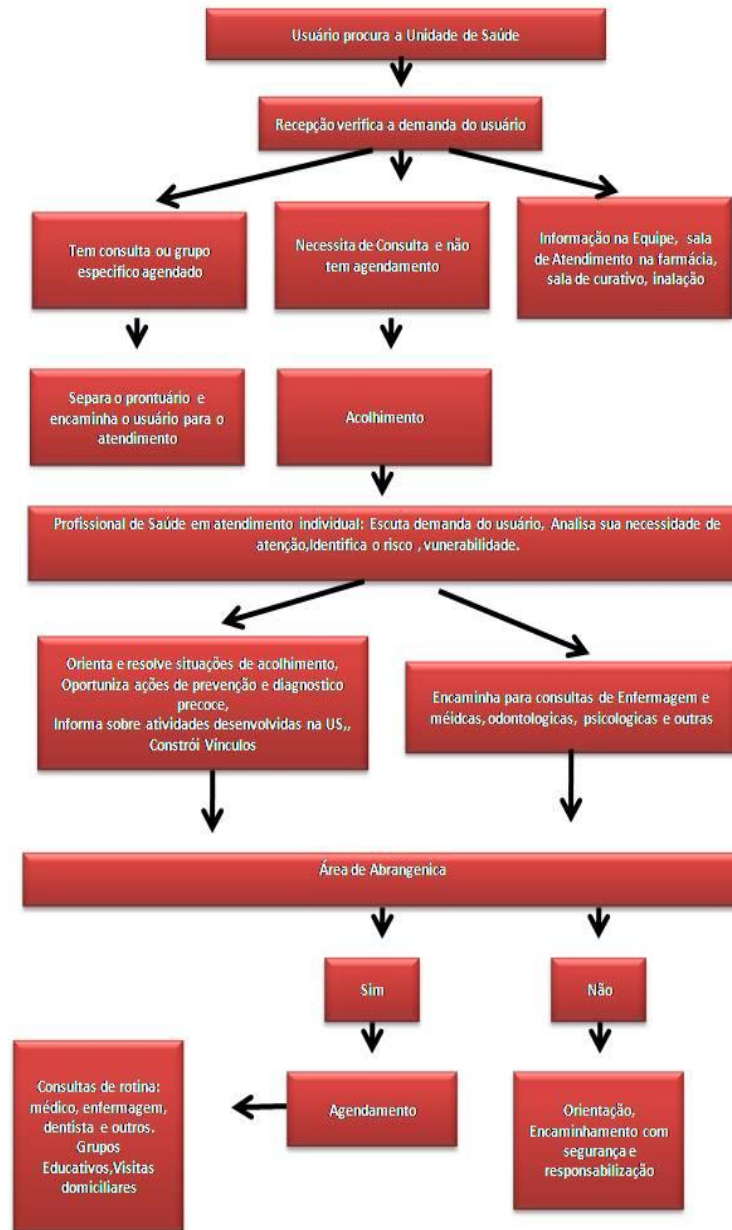 Usuário procura a Unidade de Saúde
Recepção verifica a demanda do usuário
Tem consulta ou grupo
especifico agendado
Necessita de Consulta e não
tem agendamento
Informação na Equipe, sala
de Atendimento na farmácia,
sala de curativo, inalação
Separa o prontuário e
encaminha o usuário para o
atendimento
Acolhimento
Profissional de Saúde em atendimento individual: Escuta demanda do usuário, Analisa sua necessidade de
atenção,Identifica o risco , vunerabilidade.
Orienta e resolve situações de acolhimento,
Oportuniza ações de prevenção e diagnostico
precoce,
Informa sobre atividades desenvolvidas na US,,
Constrói Vinculos
Encaminha para consultas de Enfermagem e
méidcas, odontologicas, psicologicas e outras
Área de Abrangenica
Sim
Não
Consultas de rotina:
médico, enfermagem,
dentista e outros.
Grupos
Educativos,Visitas
domiciliares
Agendamento
Orientação,
Encaminhamento com
segurança e
responsabilização